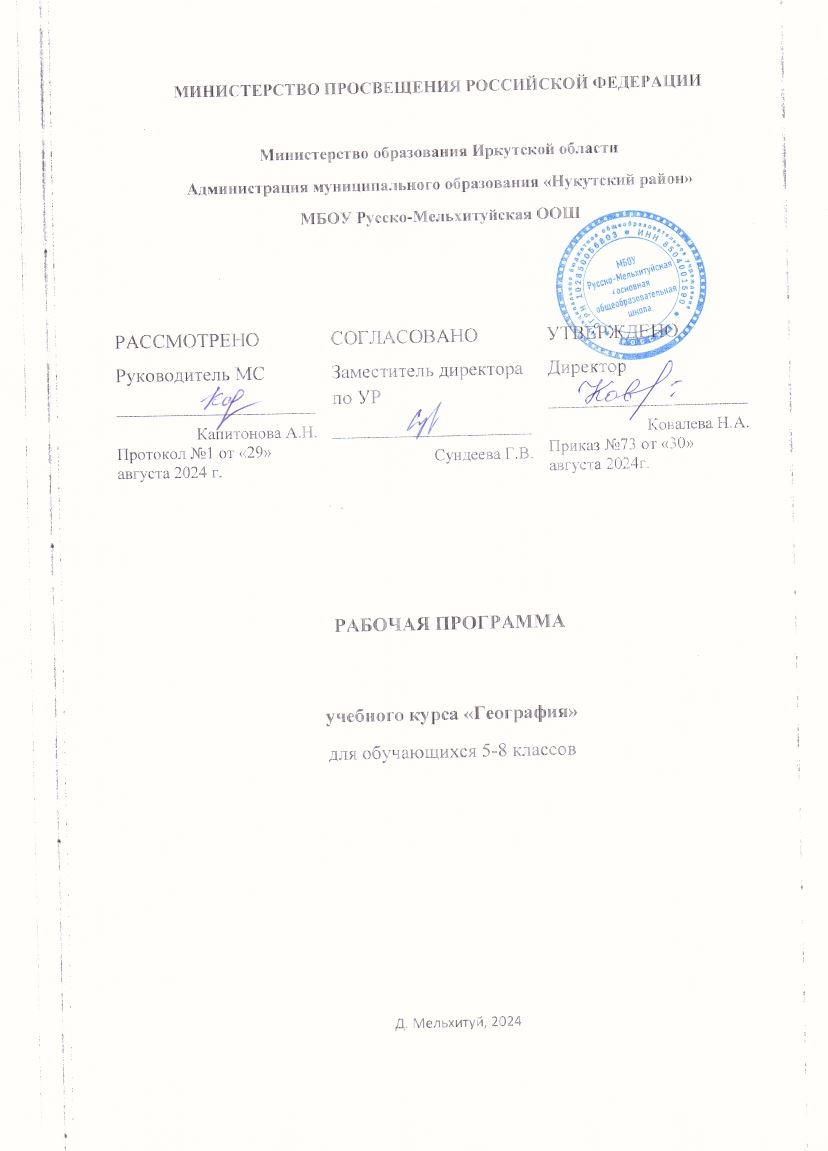 МИНИСТЕРСТВО ПРОСВЕЩЕНИЯ РОССИЙСКОЙ ФЕДЕРАЦИИ
Министерство образования Иркутской области
Администрация муниципального образования «Нукутский район»
МБОУ Русско-Мельхитуйская ООШ
МБОУ
Русско-Мельхитуйская
основная
общеобразовательная
школа
РАССМОТРЕНО
Руководитель МС
Капитонова А.Н.
Протокол №1 от «29»
августа 2024 г.
СОГЛАСОВАНО
Заместитель директора
по УР
Сундеева Г.В.
УТВЕРЖДЕНО
Директор
Ковалева Н.А.
Приказ №73 от «30»
августа 2024г.
РАБОЧАЯ ПРОГРАММА
учебного курса «География»
для обучающихся 5-8 классов
Д. Мельхитуй, 2024